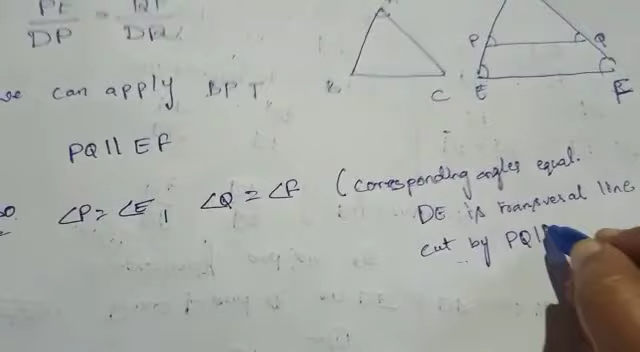 PE/DP = QF/DQ
can apply BPT
PQ || EF
∠P = ∠E, ∠Q = ∠F (corresponding angles equal.
DE is transversal line
cut by PQ||
B C
P Q
E F